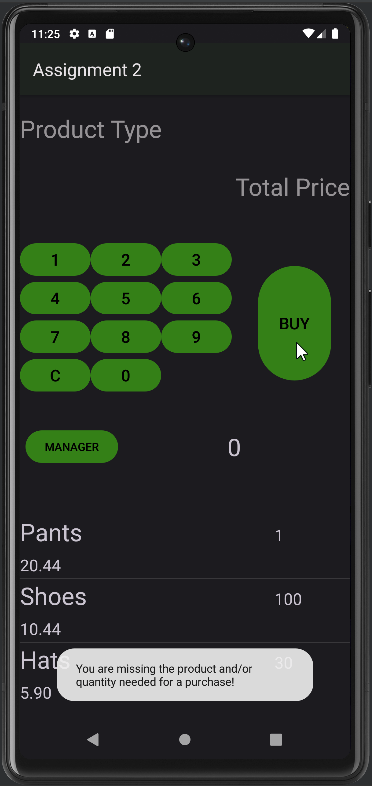 11:25
Assignment 2
Product Type
Total Price
1 2 3
4 5 6
7 8 9
C 0
BUY
MANAGER 0
Pants 1
20.44
Shoes 100
10.44
Hats 30
You are missing the product and/or
quantity needed for a purchase!
5.90